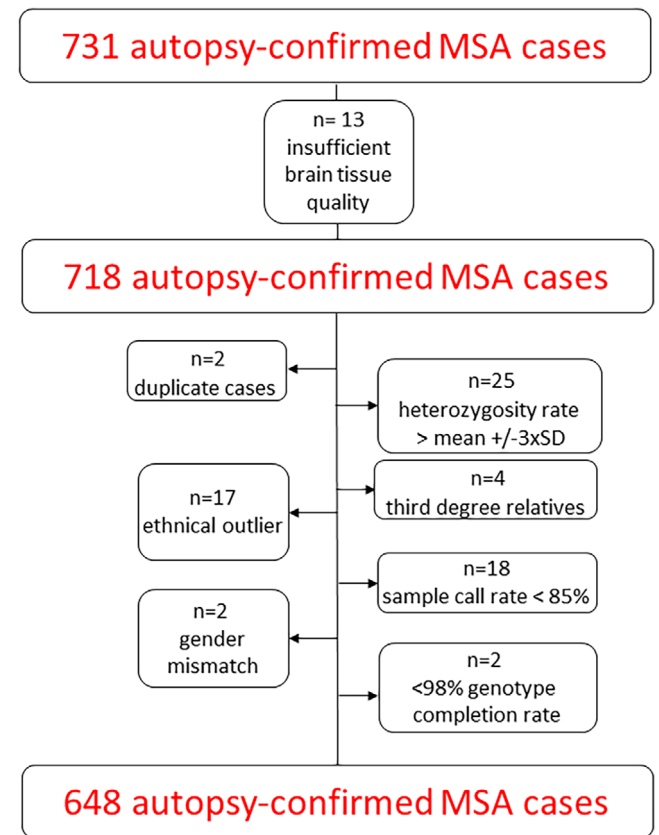 731 autopsy-confirmed MSA cases
n= 13
insufficient
brain tissue
quality
718 autopsy-confirmed MSA cases
n=2
duplicate cases
n=25
heterozygosity rate
> mean +/-3xSD
n=4
third degree relatives
n=17
ethnical outlier
n=18
sample call rate < 85%
n=2
gender
mismatch
n=2
<98% genotype
completion rate
648 autopsy-confirmed MSA cases